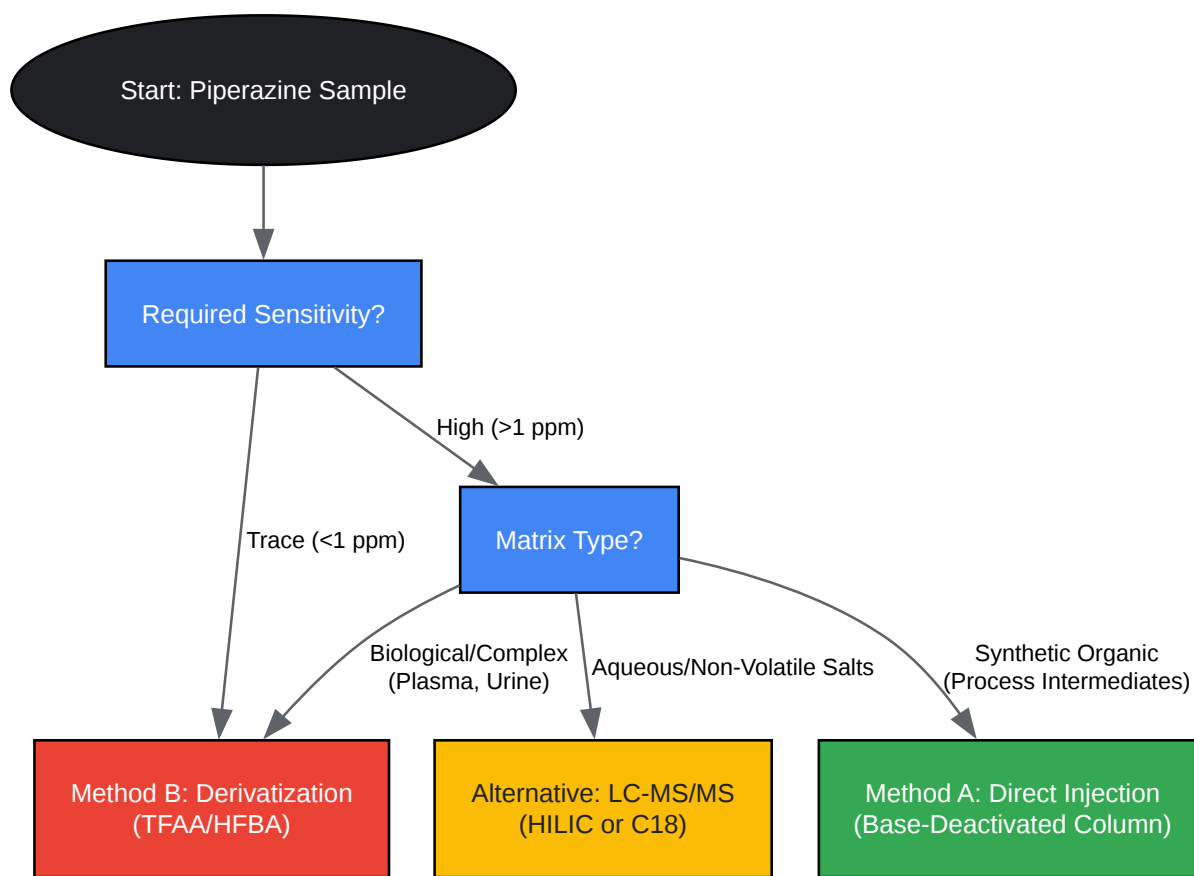 Start: Piperazine Sample
Required Sensitivity?
High (>1 ppm)
Trace (<1 ppm)
Matrix Type?
Biological/Complex
(Plasma, Urine)
Aqueous/Non-Volatile Salts
Synthetic Organic
(Process Intermediates)
Method B: Derivatization
(TFAA/HFBA)
Alternative: LC-MS/MS
(HILIC or C18)
Method A: Direct Injection
(Base-Deactivated Column)